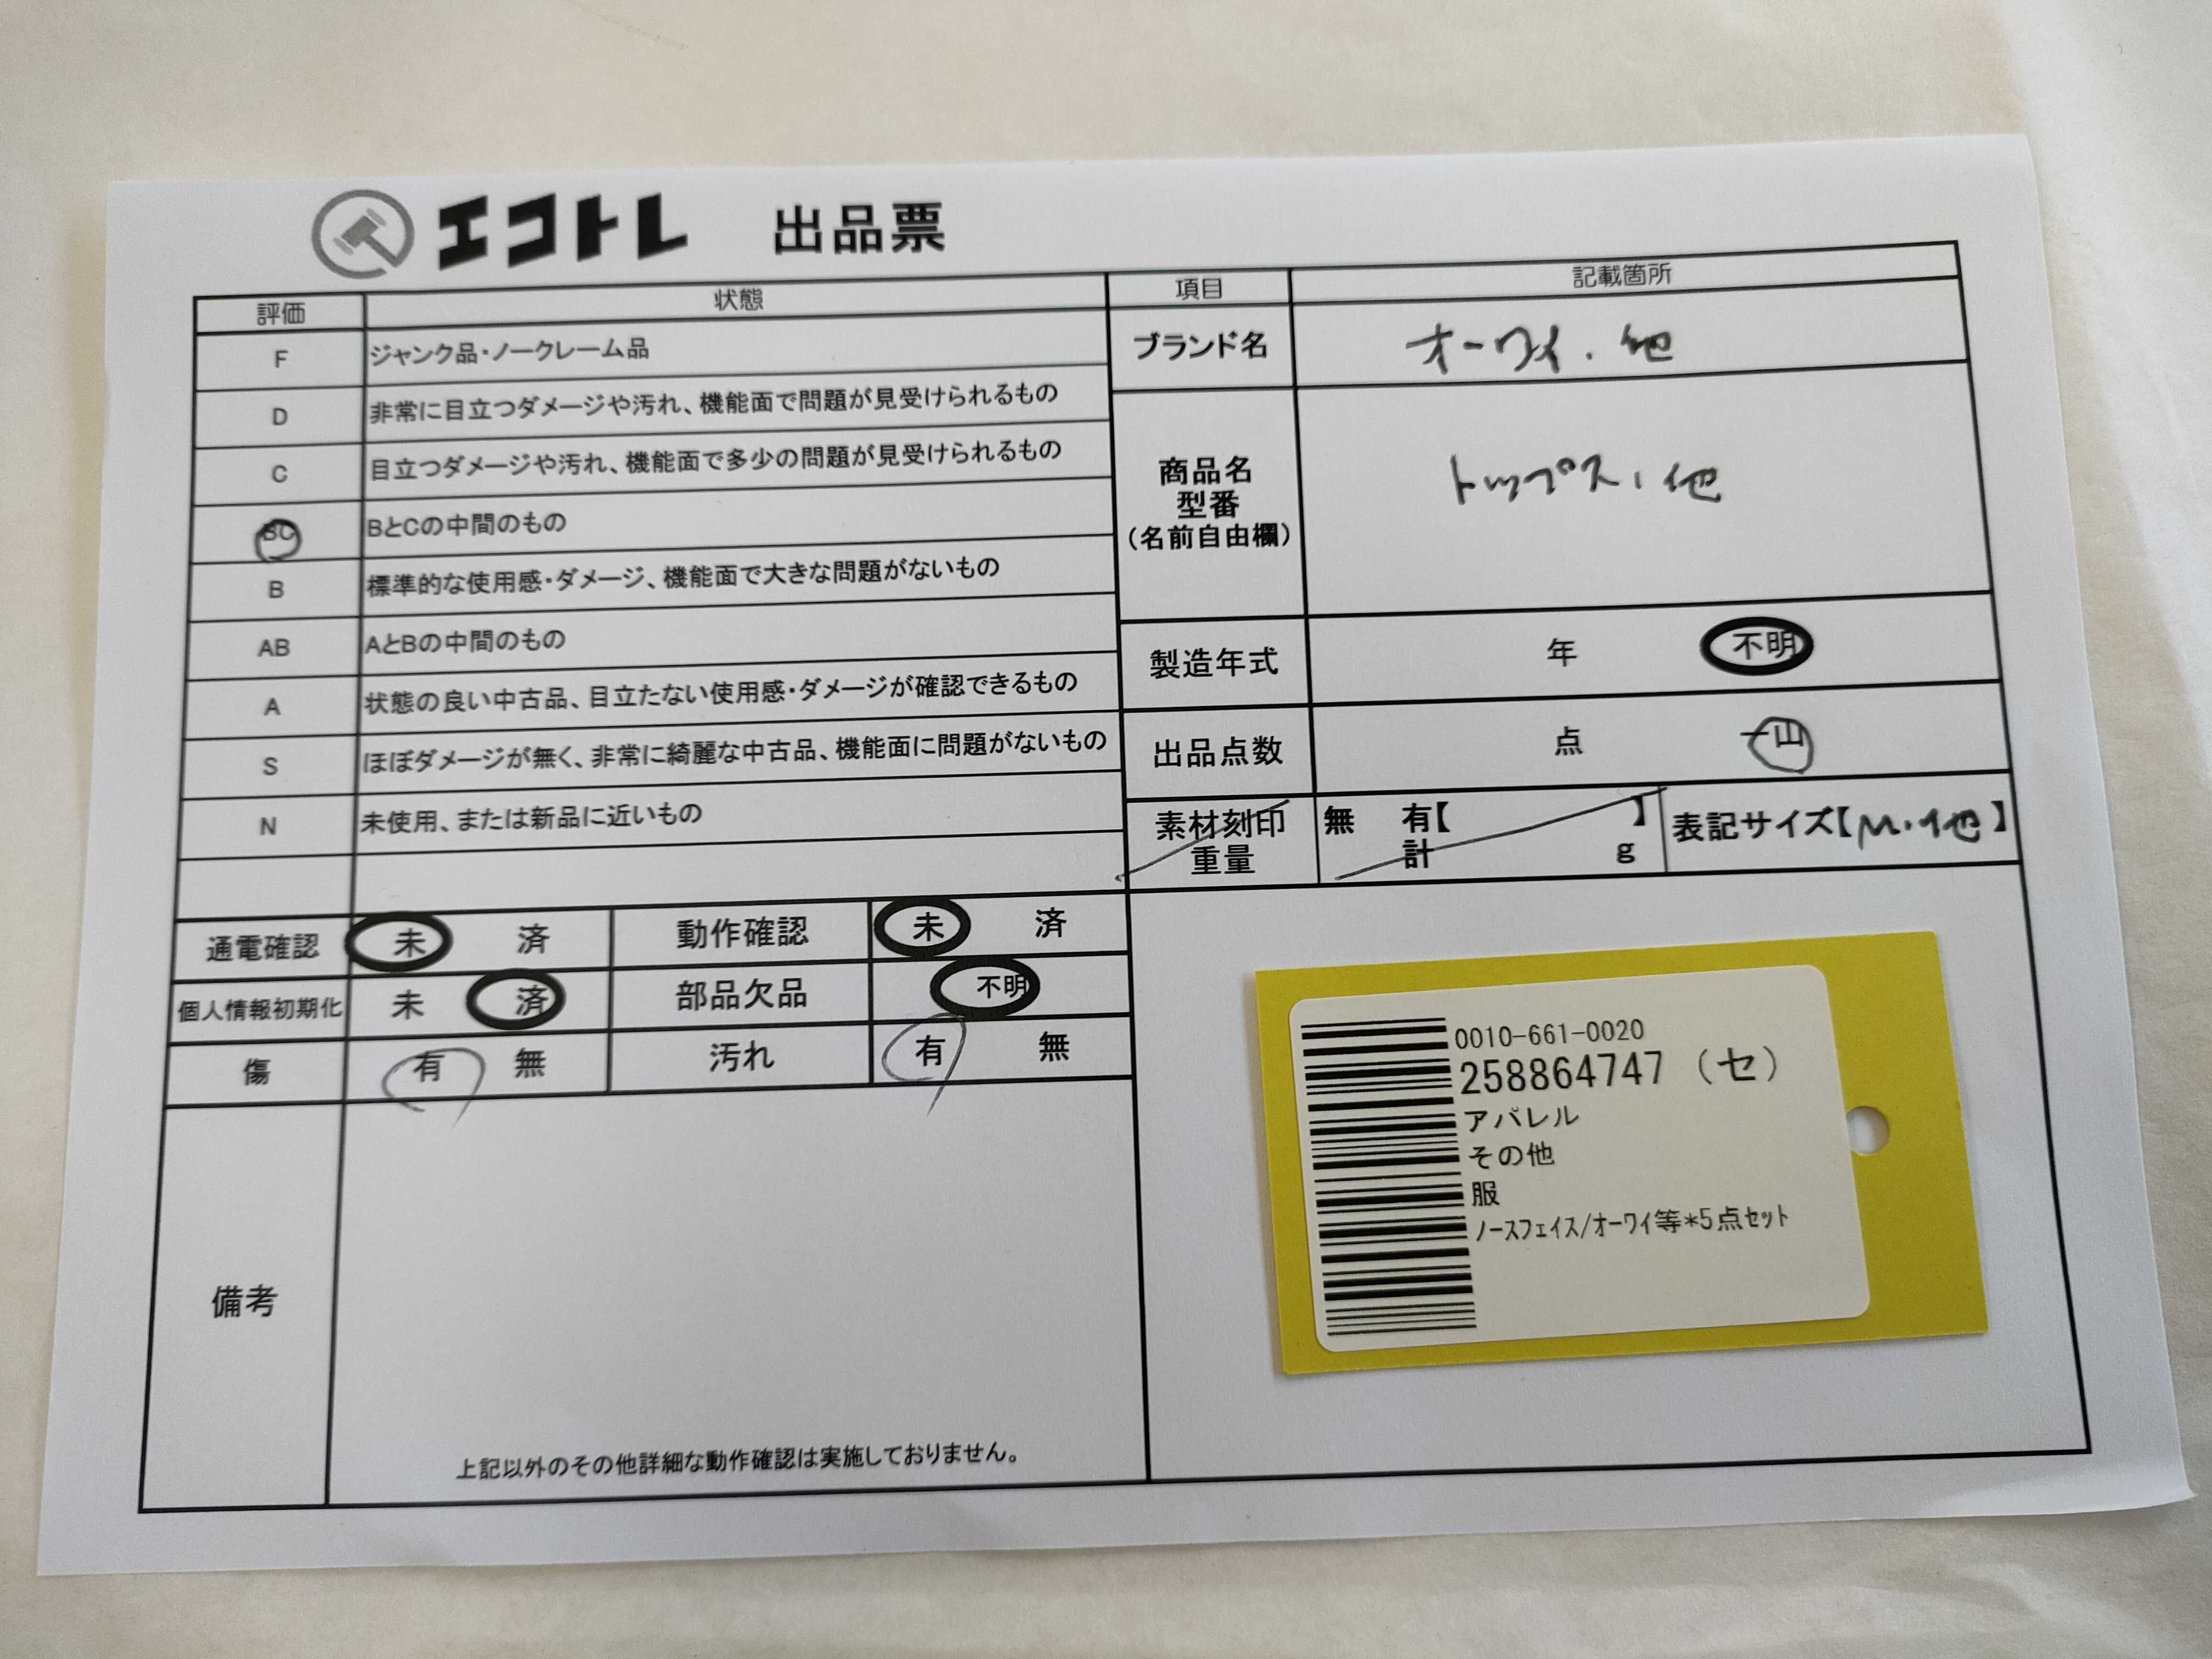 エコトレ 出品票
評価 状態 項目 記載箇所
F ジャンク品・ノークレーム品
D 非常に目立つダメージや汚れ、機能面で問題が見受けられるもの
C 目立つダメージや汚れ、機能面で多少の問題が見受けられるもの
BC BとCの中間のもの
B 標準的な使用感・ダメージ、機能面で大きな問題がないもの
AB AとBの中間のもの
A 状態の良い中古品、目立たない使用感・ダメージが確認できるもの
S ほぼダメージが無く、非常に綺麗な中古品、機能面に問題がないもの
N 未使用、または新品に近いもの
ブランド名 オーワイ.他
商品名
型番
(名前自由欄)
トップス,他
製造年式 年 不明
出品点数 点 一山
素材刻印 無 有【 】 表記サイズ【M.他】
重量 計 g
通電確認 未 済 動作確認 未 済
個人情報初期化 未 済 部品欠品 不明
傷 有 無 汚れ 有 無
備考
上記以外のその他詳細な動作確認は実施しておりません。
0010-661-0020
258864747 (セ)
アパレル
その他
服
ノースフェイス/オーワイ等*5点セット